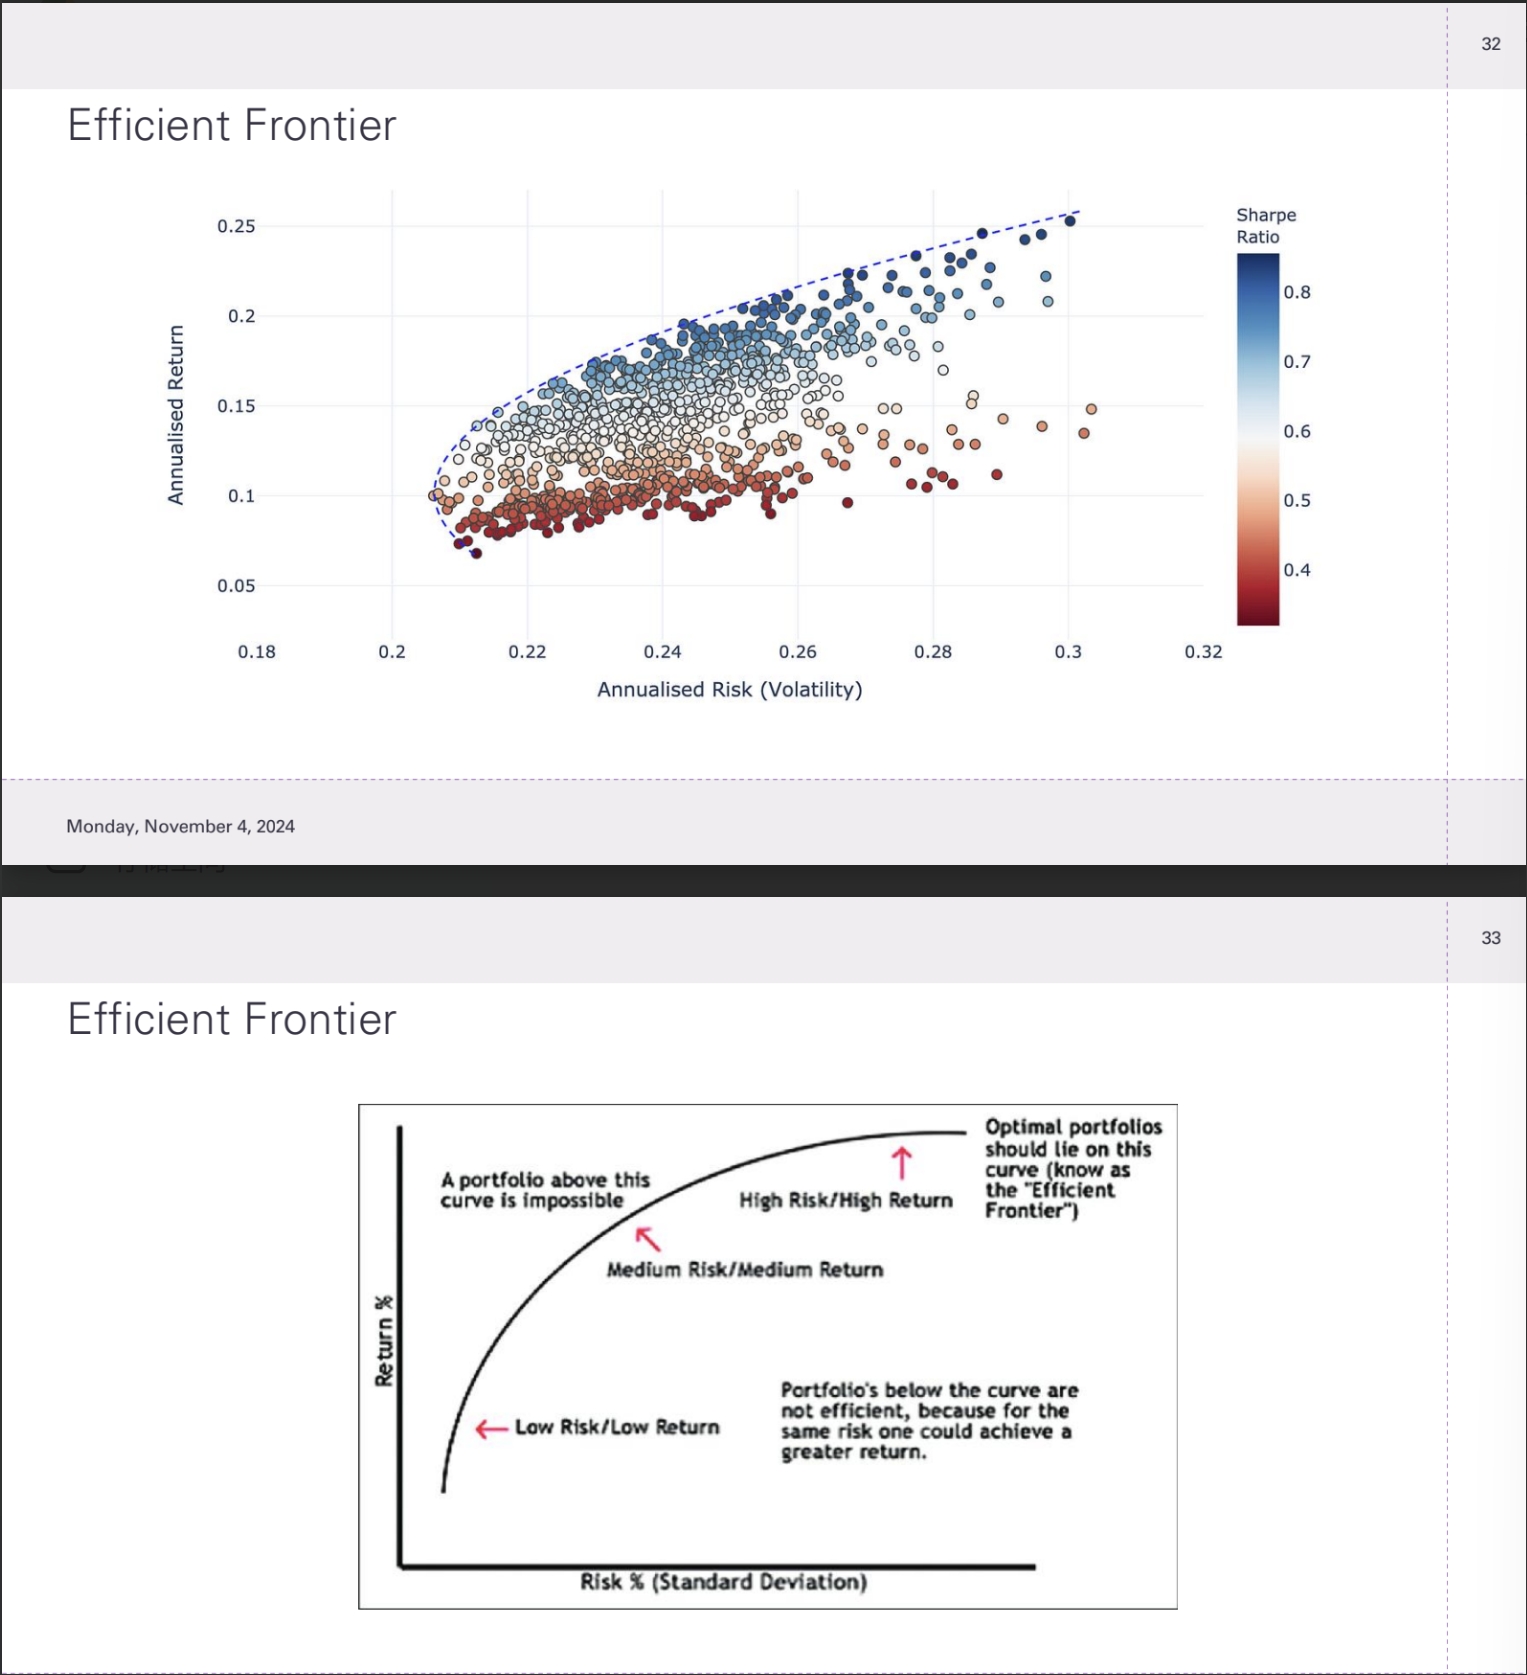 32
Efficient Frontier
0.25
0.2
0.15
0.1
0.05
Annualised Return
0.18
0.2
0.22
0.24
0.26
0.28
0.3
0.32
Annualised Risk (Volatility)
Sharpe
Ratio
0.8
0.7
0.6
0.5
0.4
Monday, November 4, 2024
33
Efficient Frontier
A portfolio above this
curve is impossible
High Risk/High Return
Optimal portfolios
should lie on this
curve (know as
the "Efficient
Frontier")
Medium Risk/Medium Return
Return %
Low Risk/Low Return
Portfolio's below the curve are
not efficient, because for the
same risk one could achieve a
greater return.
Risk % (Standard Deviation)